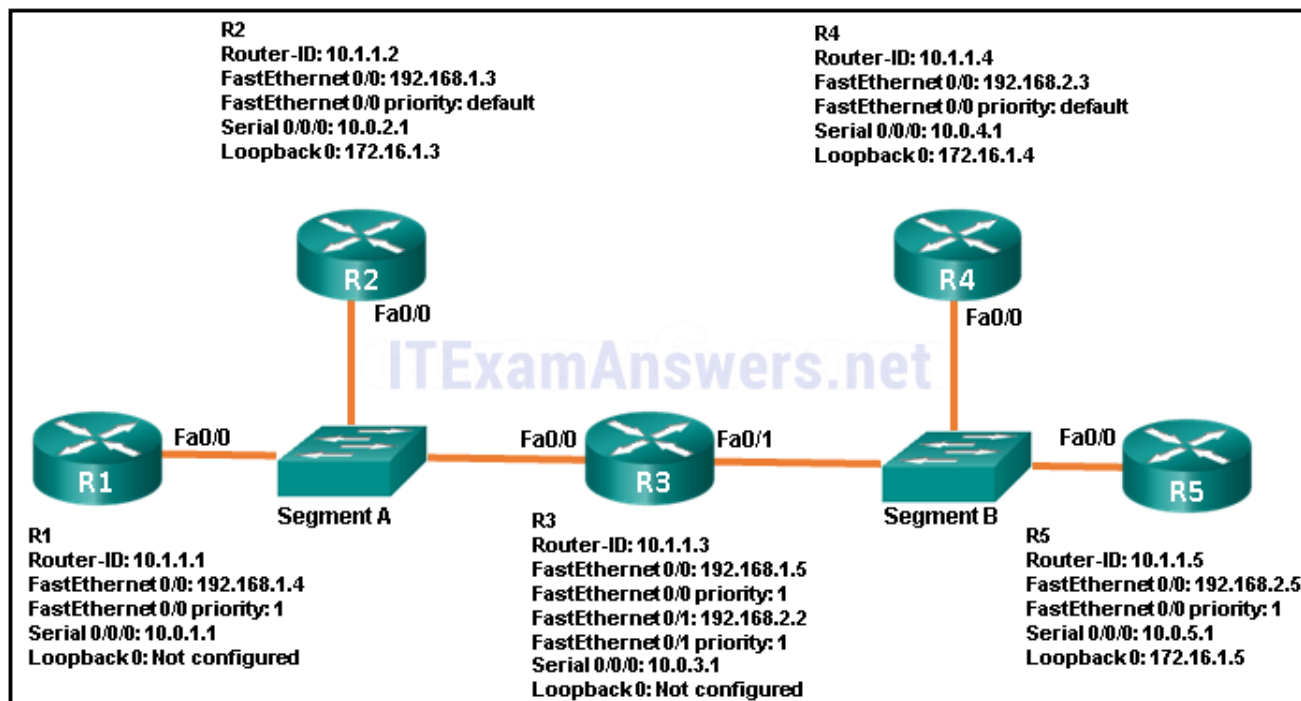 R2
Router-ID: 10.1.1.2
FastEthernet 0/0: 192.168.1.3
FastEthernet 0/0 priority: default
Serial 0/0/0: 10.0.2.1
Loopback 0: 172.16.1.3
R4
Router-ID: 10.1.1.4
FastEthernet 0/0: 192.168.2.3
FastEthernet 0/0 priority: default
Serial 0/0/0: 10.0.4.1
Loopback 0: 172.16.1.4
R2
Fa0/0
R4
Fa0/0
ITExamAnswers.net
R1
Fa0/0
Segment A
Fa0/0
R3
Fa0/1
Segment B
Fa0/0
R5
R1
Router-ID: 10.1.1.1
FastEthernet 0/0: 192.168.1.4
FastEthernet 0/0 priority: 1
Serial 0/0/0: 10.0.1.1
Loopback 0: Not configured
R3
Router-ID: 10.1.1.3
FastEthernet 0/0: 192.168.1.5
FastEthernet 0/0 priority: 1
FastEthernet 0/1: 192.168.2.2
FastEthernet 0/1 priority: 1
Serial 0/0/0: 10.0.3.1
Loopback 0: Not configured
R5
Router-ID: 10.1.1.5
FastEthernet 0/0: 192.168.2.5
FastEthernet 0/0 priority: 1
Serial 0/0/0: 10.0.5.1
Loopback 0: 172.16.1.5